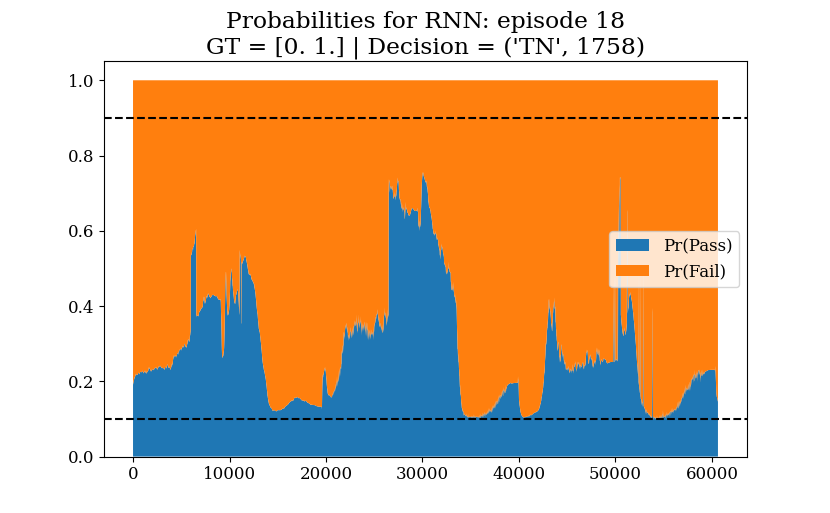 Probabilities for RNN: episode 18
GT = [0. 1.] | Decision = ('TN', 1758)
1.0
0.8
0.6
0.4
0.2
0.0
Pr(Pass)
Pr(Fail)
0 10000 20000 30000 40000 50000 60000